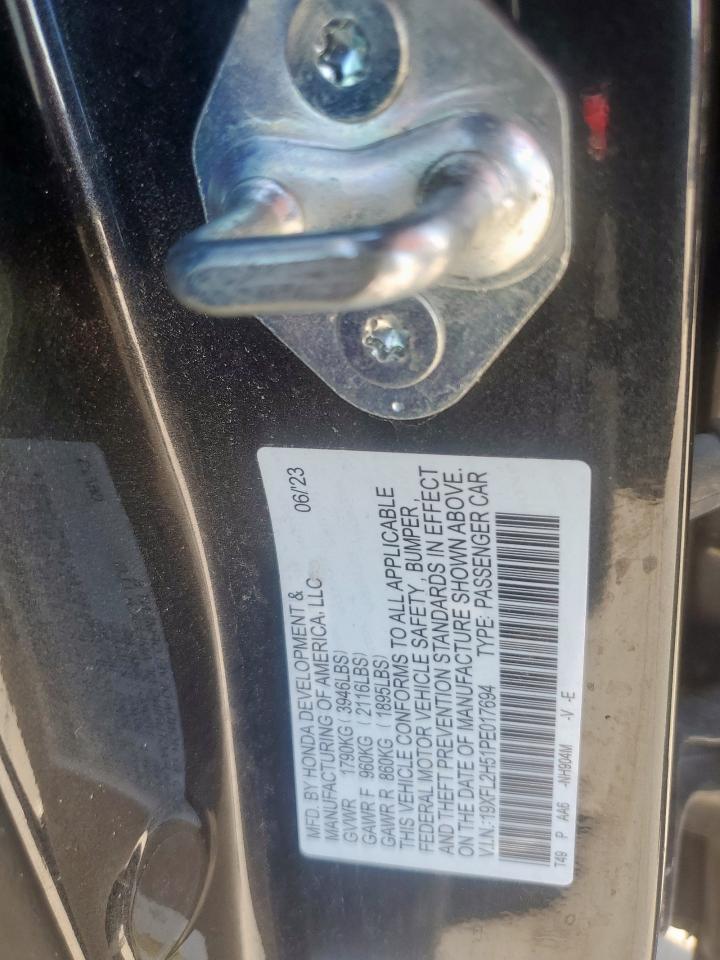 MFD. BY HONDA DEVELOPMENT & 06/'23
MANUFACTURING OF AMERICA, LLC
GVWR 1790KG ( 3946LBS)
GAWR F 960KG ( 2116LBS)
GAWR R 860KG ( 1895LBS)
THIS VEHICLE CONFORMS TO ALL APPLICABLE
FEDERAL MOTOR VEHICLE SAFETY, BUMPER,
AND THEFT PREVENTION STANDARDS IN EFFECT
ON THE DATE OF MANUFACTURE SHOWN ABOVE.
V.I.N.:19XFL2H51PE017694 TYPE: PASSENGER CAR
T49 P AA6 -NH904M -V -E